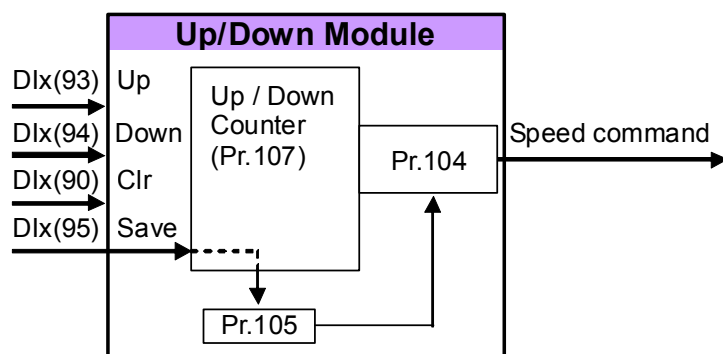 Up/Down Module
DIx(93) Up
DIx(94) Down
DIx(90) Clr
DIx(95) Save
Up / Down
Counter
(Pr.107)
Pr.104
Speed command
Pr.105